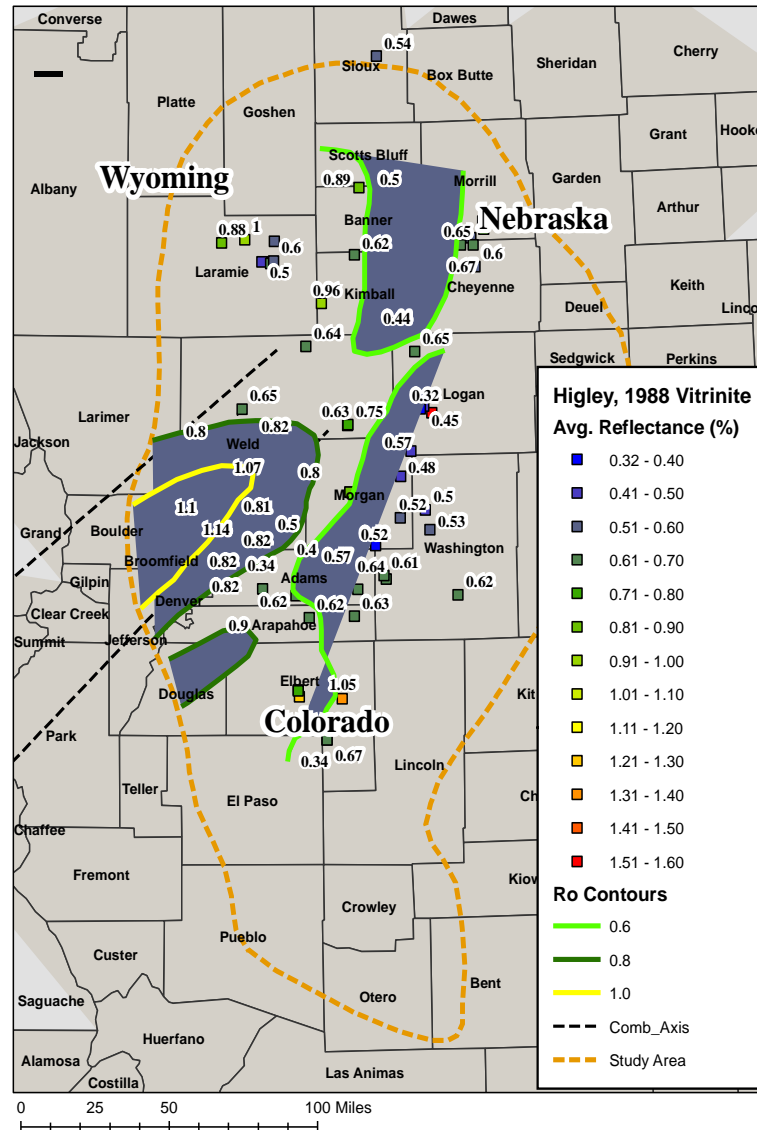 Converse
Dawes
0.54
Sioux
Cherry
Sheridan
Box Butte
Platte
Goshen
Grant
Hooke
Scotts Bluff
Wyoming
0.89
0.5
Morrill
Garden
Albany
Arthur
Banner
Nebraska
0.88
1
0.6
0.62
0.65
0.6
Laramie
0.5
0.67
Keith
Kimball
Cheyenne
0.96
Deuel
Linco
0.44
0.64
0.65
Sedgwick
Perkins
Larimer
0.65
0.32
Logan
0.63
0.75
0.45
0.8
0.82
Jackson
Weld
0.57
0.8
0.48
1.07
Morgan
1.1
0.81
0.5
Grand
Boulder
1.14
0.5
0.52
0.53
0.82
0.52
Washington
Broomfield
0.82
0.34
0.4
0.57
0.61
Gilpin
Adams
0.64
0.82
0.62
Clear Creek
Denver
0.62
0.62
0.63
Summit
Jefferson
0.9
Arapahoe
Elbert
1.05
Douglas
Kit
Colorado
Park
0.34
0.67
Lincoln
Teller
El Paso
Ch
Chaffee
Fremont
Kiow
Crowley
Pueblo
Custer
Bent
Otero
Saguache
Huerfano
Alamosa
Las Animas
Costilla
Higley, 1988 Vitrinite
Avg. Reflectance (%)
0.32 - 0.40
0.41 - 0.50
0.51 - 0.60
0.61 - 0.70
0.71 - 0.80
0.81 - 0.90
0.91 - 1.00
1.01 - 1.10
1.11 - 1.20
1.21 - 1.30
1.31 - 1.40
1.41 - 1.50
1.51 - 1.60
Ro Contours
0.6
0.8
1.0
Comb_Axis
Study Area
0 25 50 100 Miles